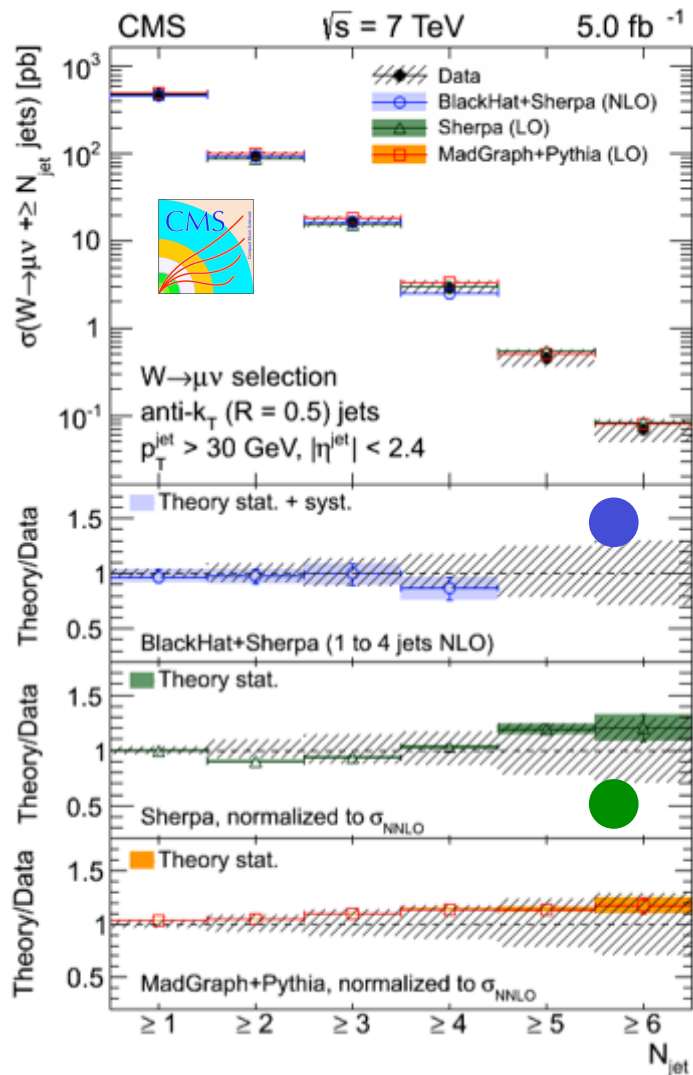 CMS √s = 7 TeV 5.0 fb⁻¹
σ(W→μν +≥ N_jet jets) [pb]
10³
10²
10
1
10⁻¹
Data
BlackHat+Sherpa (NLO)
Sherpa (LO)
MadGraph+Pythia (LO)
CMS
W→μν selection
anti-k_T (R = 0.5) jets
p_T^jet > 30 GeV, |η^jet| < 2.4
Theory/Data
1.5
1
0.5
Theory stat. + syst.
BlackHat+Sherpa (1 to 4 jets NLO)
Theory/Data
1.5
1
0.5
Theory stat.
Sherpa, normalized to σ_NNLO
Theory/Data
1.5
1
0.5
Theory stat.
MadGraph+Pythia, normalized to σ_NNLO
≥ 1 ≥ 2 ≥ 3 ≥ 4 ≥ 5 ≥ 6
N_jet